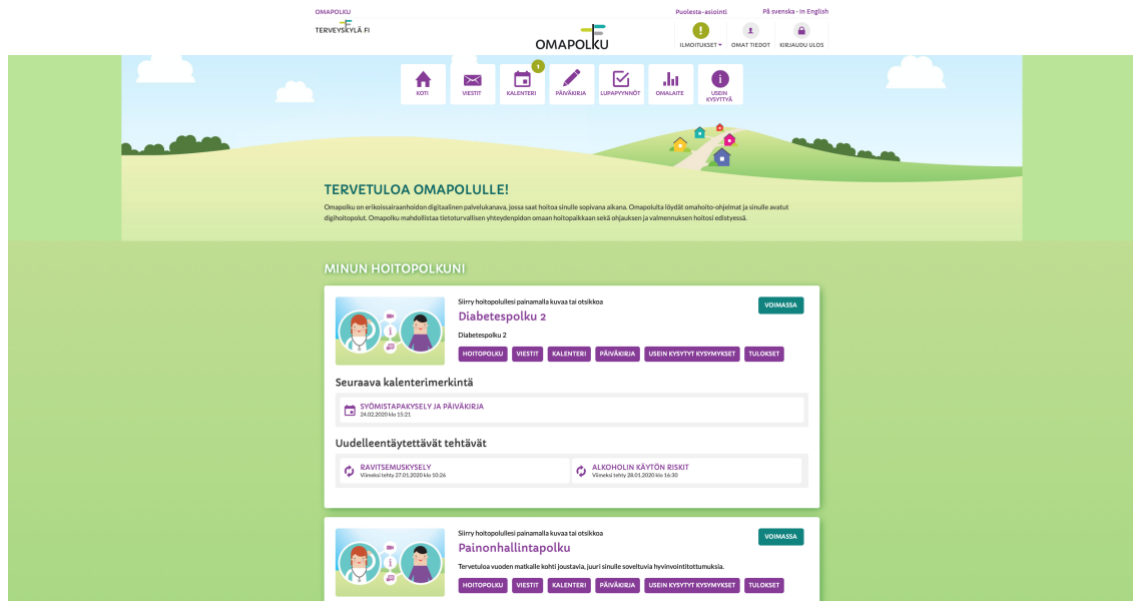 OMAPOLKU
Puolesta-asiointi
På svenska - In English
TERVEYSKYLÄ FI
OMAPOLKU
ILMOITUKSET
OMAT TIEDOT
KIRJAUDU ULOS
1
KOTI
VIESTIT
KALENTERI
PÄIVÄKIRJA
LUPAPYYNNÖT
OMALAITE
USEIN
KYSYTTYÄ
TERVETULOA OMAPOLULLE!
Omapolku on erikoissairaanhoidon digitaalinen palvelukanava, jossa saat hoitoa sinulle sopivana aikana. Omapolulta löydät omahoito-ohjelmat ja sinulle avatut
digihoitopolut. Omapolku mahdollistaa tietoturvallisen yhteydenpidon omaan hoitopaikkaan sekä ohjauksen ja valmennuksen hoitosi edistyessä.
MINUN HOITOPOLKUNI
Siirry hoitopolullesi painamalla kuvaa tai otsikkoa
VOIMASSA
Diabetespolku 2
Diabetespolku 2
HOITOPOLKU VIESTIT KALENTERI PÄIVÄKIRJA USEIN KYSYTYT KYSYMYKSET TULOKSET
Seuraava kalenterimerkintä
SYÖMISTAPAKYSELY JA PÄIVÄKIRJA
24.02.2020 klo 15:21
Uudelleentäytettävät tehtävät
RAVITSEMUSKYSELY
Viimeksi tehty 27.01.2020 klo 10:26
ALKOHOLIN KÄYTÖN RISKIT
Viimeksi tehty 28.01.2020 klo 16:30
Siirry hoitopolullesi painamalla kuvaa tai otsikkoa
VOIMASSA
Painonhallintapolku
Tervetuloa vuoden matkalle kohti joustavia, juuri sinulle soveltuvia hyvinvointitottumuksia.
HOITOPOLKU VIESTIT KALENTERI PÄIVÄKIRJA USEIN KYSYTYT KYSYMYKSET TULOKSET